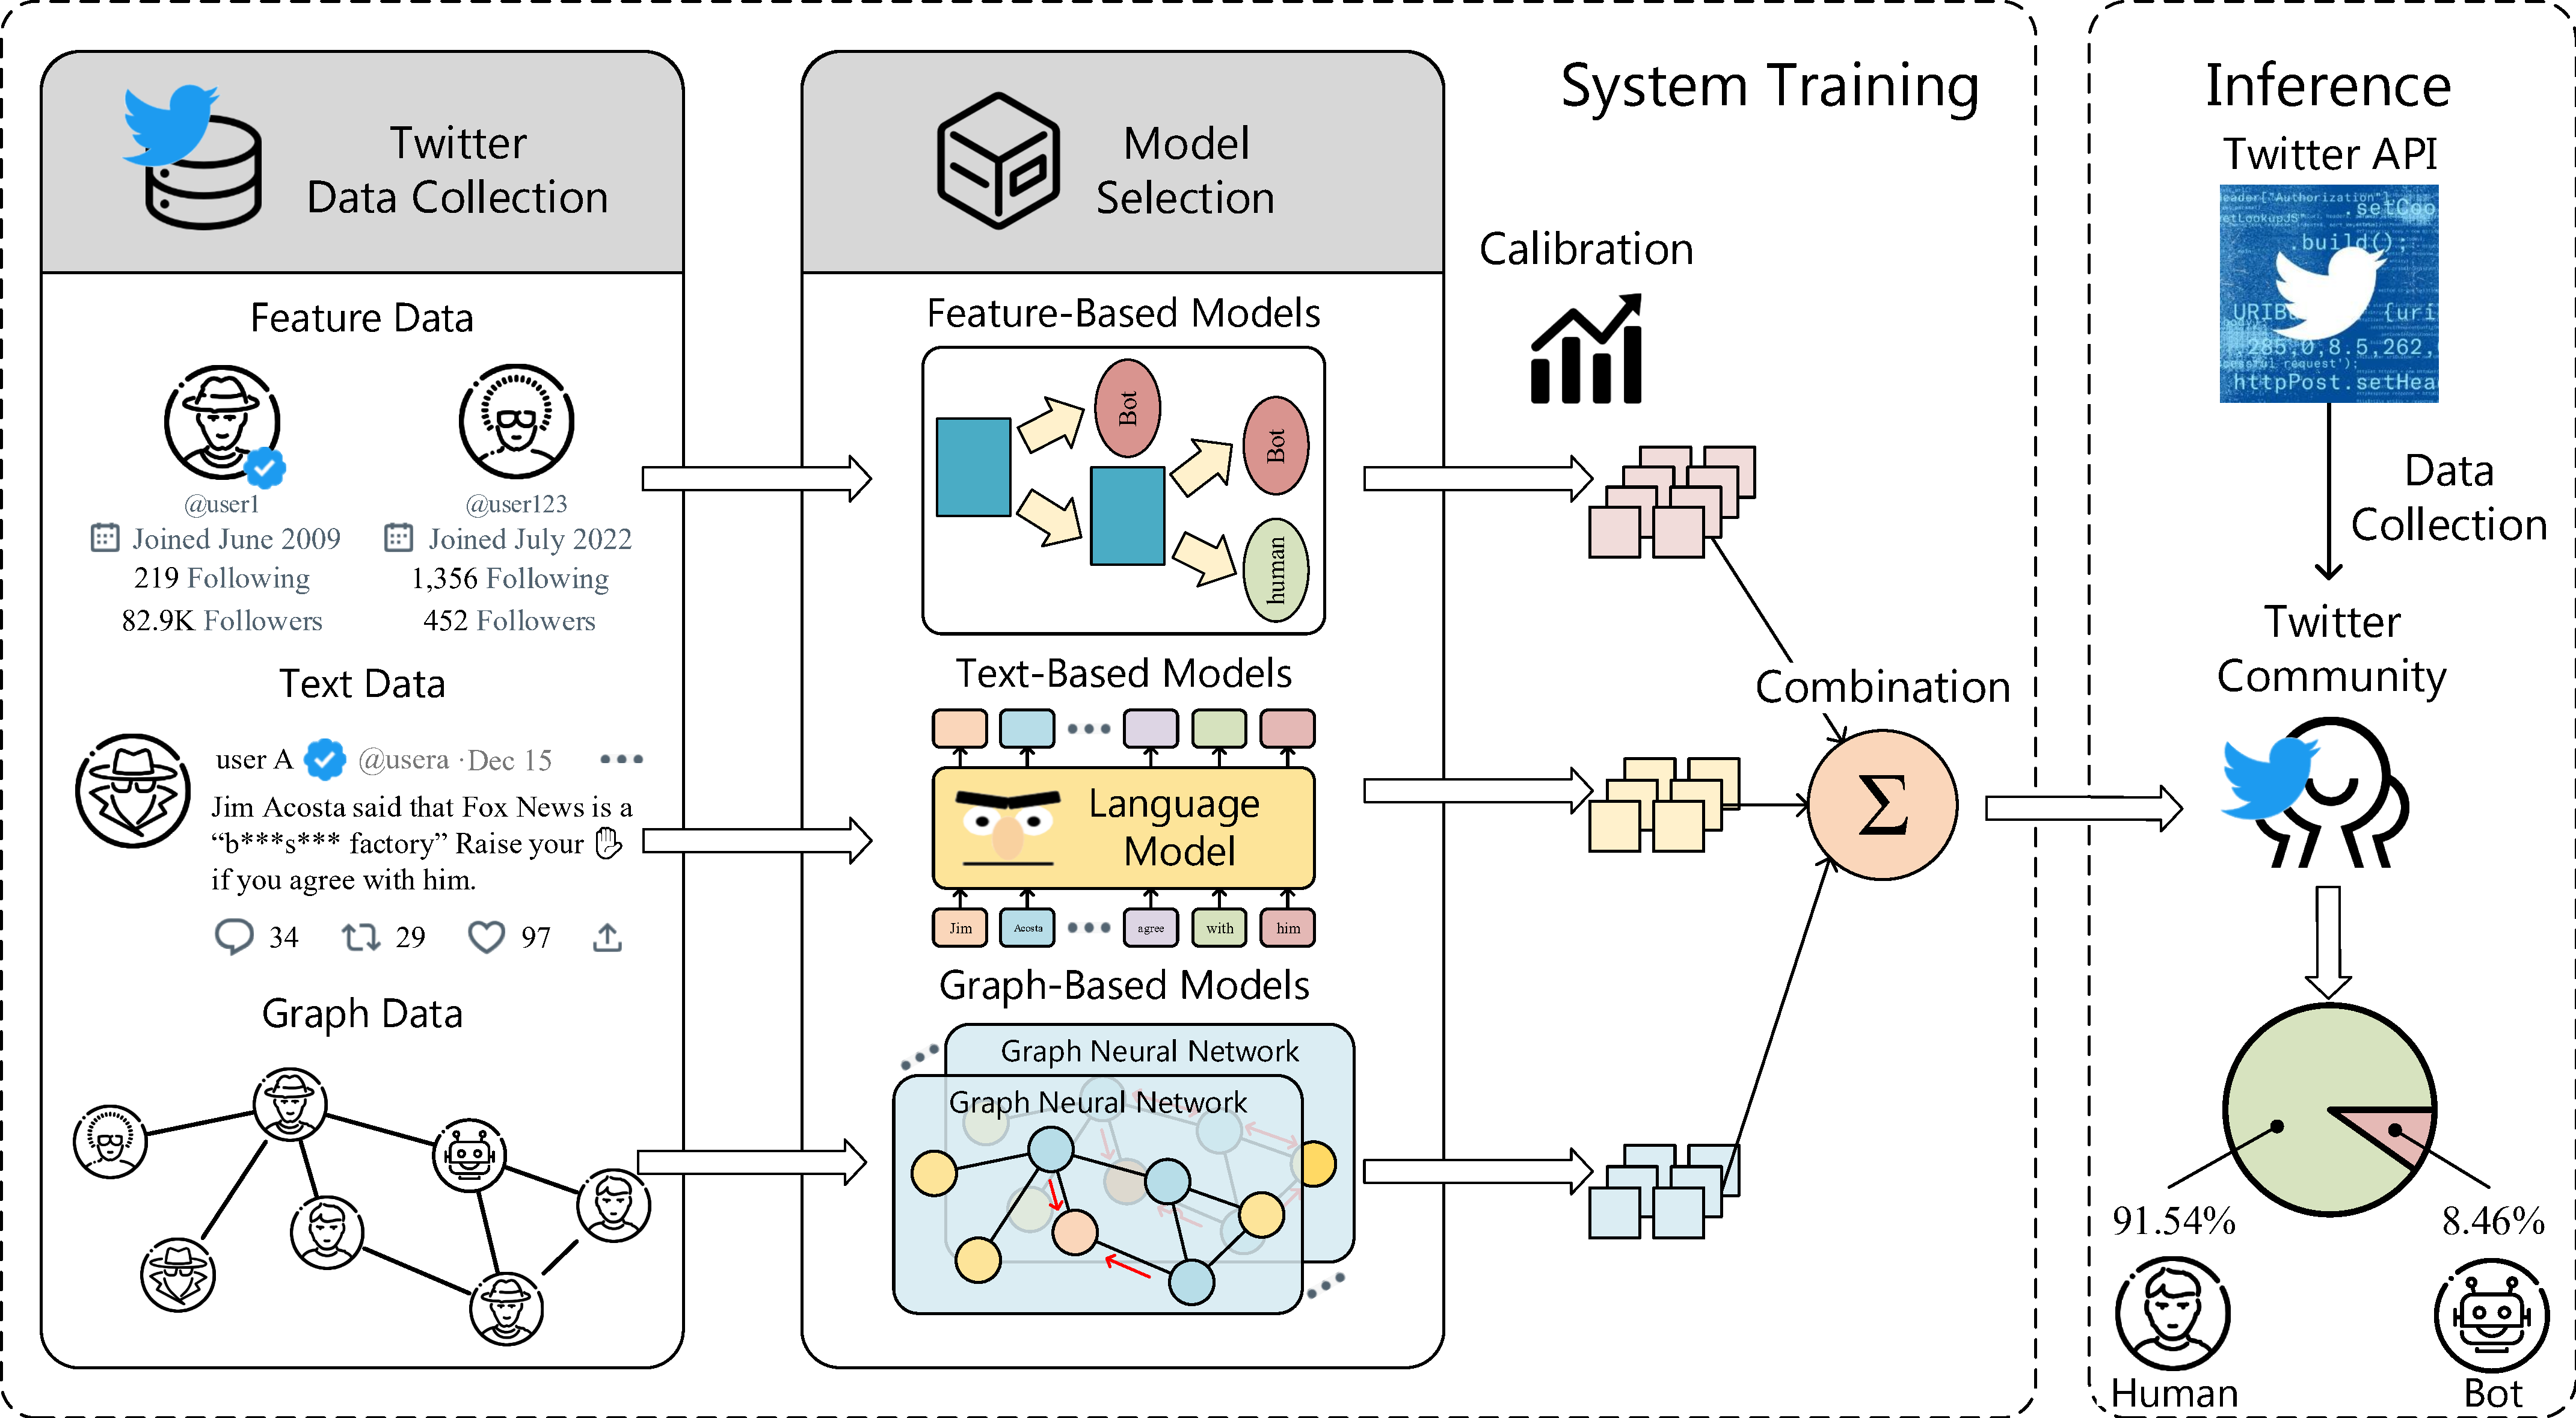 System Training
Twitter
Data Collection
Feature Data
@user1
Joined June 2009
219 Following
82.9K Followers
@user123
Joined July 2022
1,356 Following
452 Followers
Text Data
user A @usera ·Dec 15
Jim Acosta said that Fox News is a
“b***s*** factory” Raise your ✋
if you agree with him.
34 29 97
Graph Data
Model
Selection
Feature-Based Models
Bot
Bot
human
Text-Based Models
Language
Model
Jim Acosta agree with him
Graph-Based Models
Graph Neural Network
Graph Neural Network
Calibration
Combination
Σ
Inference
Twitter API
eader["Authorization"]
.setCoo
etLookupJS"
.build();
URIB {uri
285,0,8.5,262,
cessful request');
httpPost.setHea
Data
Collection
Twitter
Community
91.54% 8.46%
Human Bot